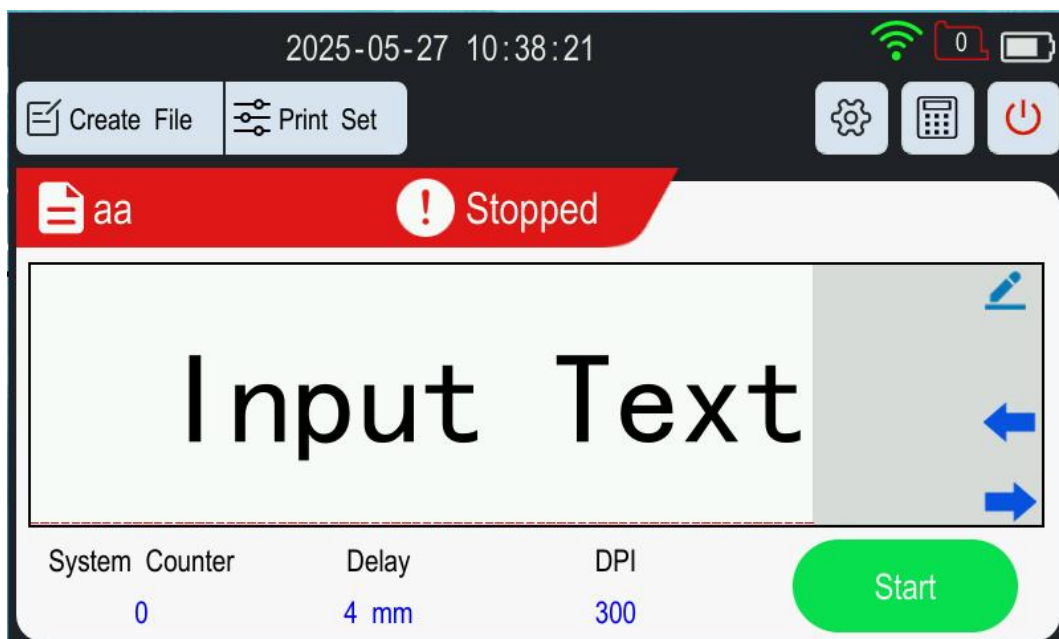 2025-05-27 10:38:21 0
Create File Print Set
aa ! Stopped
Input Text
System Counter Delay DPI
0 4 mm 300
Start